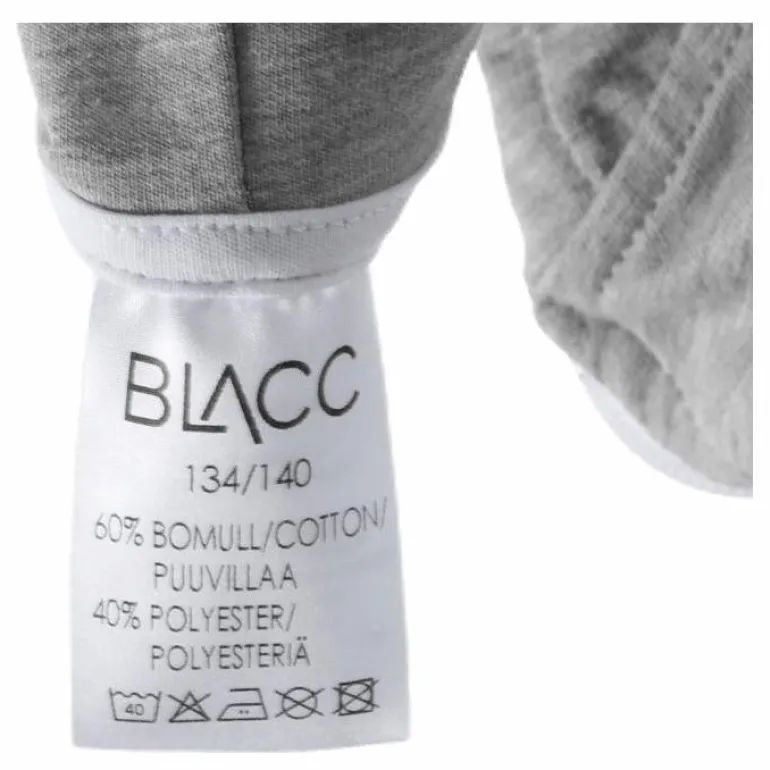 BLACC
134/140
60% BOMULL/COTTON/
PUUVILLAA
40% POLYESTER/
POLYESTERIÄ
40